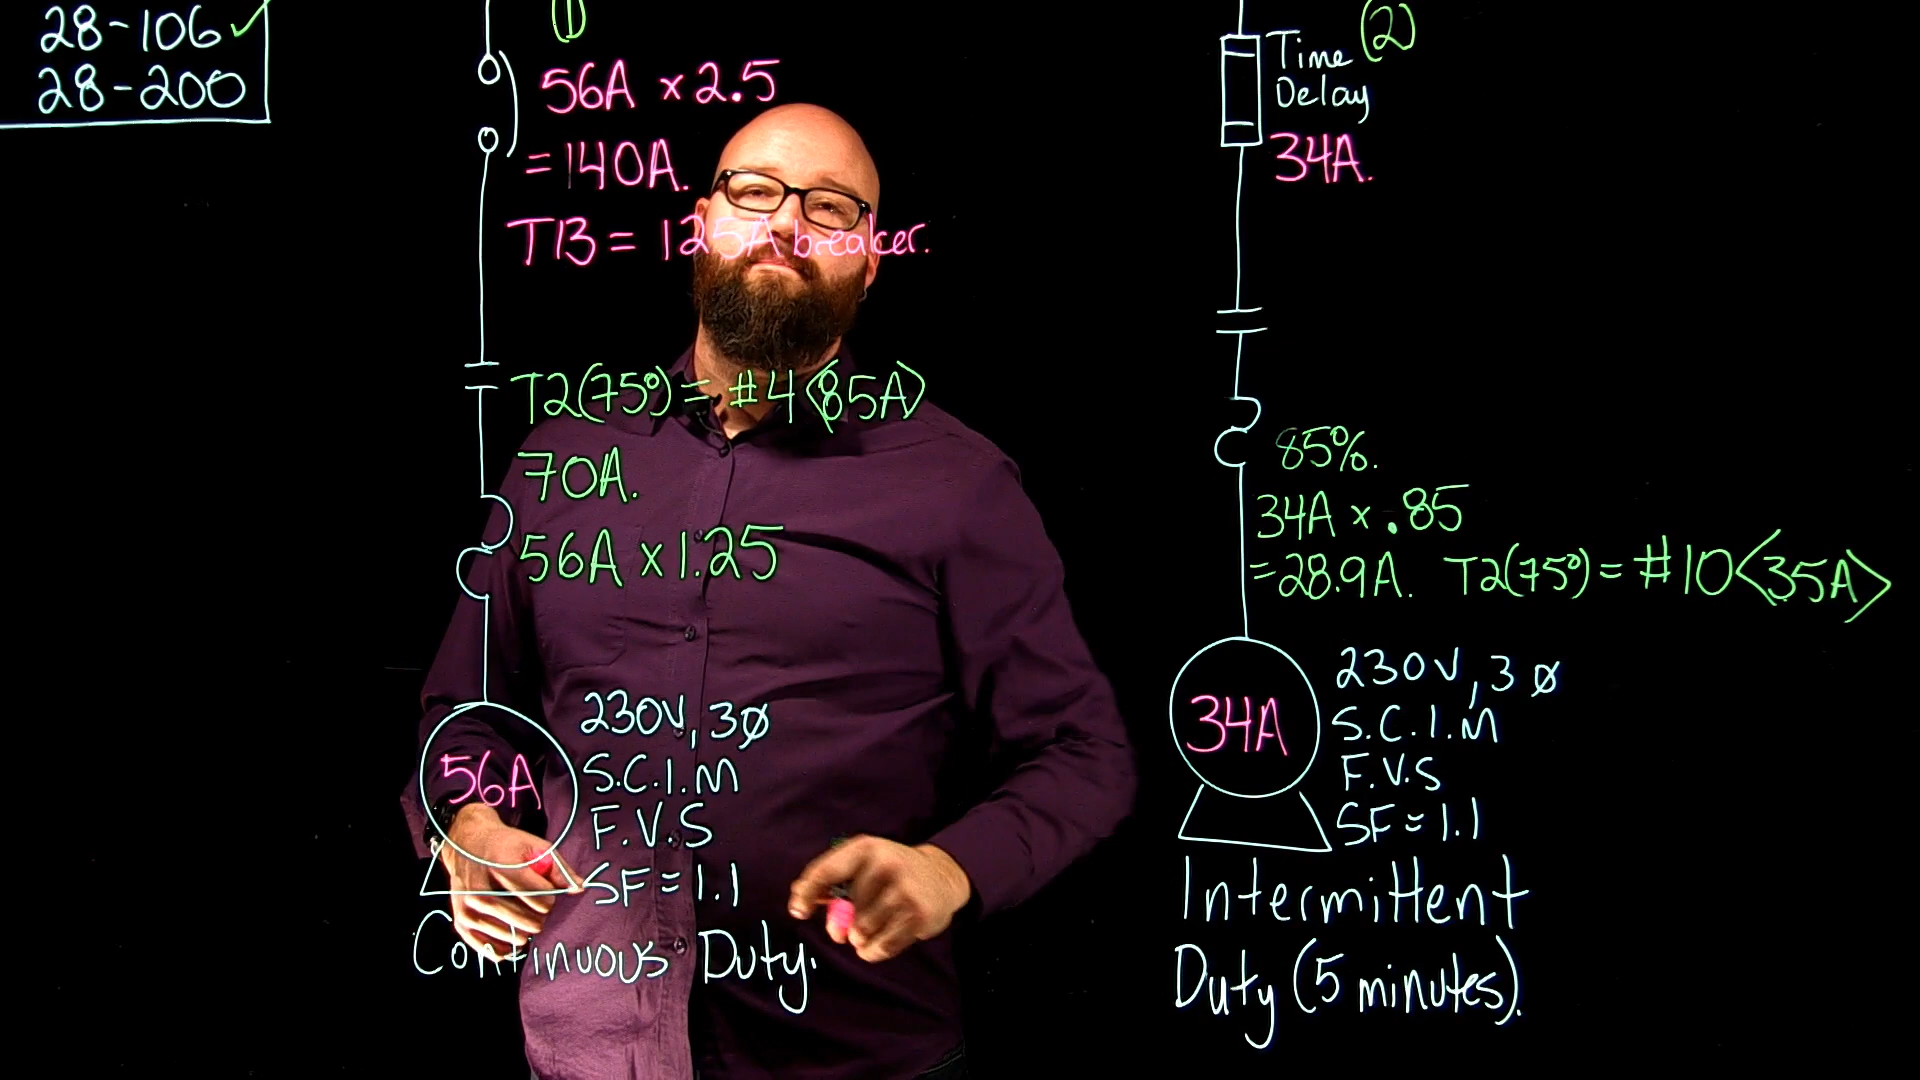 28-106 ✓
28-200
(1)
56A x 2.5
= 140A.
T13 = 125A breaker.
T2(75°) = #4 <85A>
70A.
56A x 1.25
56A
230V, 3Ø
S.C.I.M
F.V.S
SF = 1.1
Continuous Duty.
(2)
Time
Delay
34A.
85%.
34A x .85
=28.9A. T2(75°) = #10 <35A>
34A
230V, 3Ø
S.C.I.M
F.V.S
SF = 1.1
Intermittent
Duty (5 minutes).